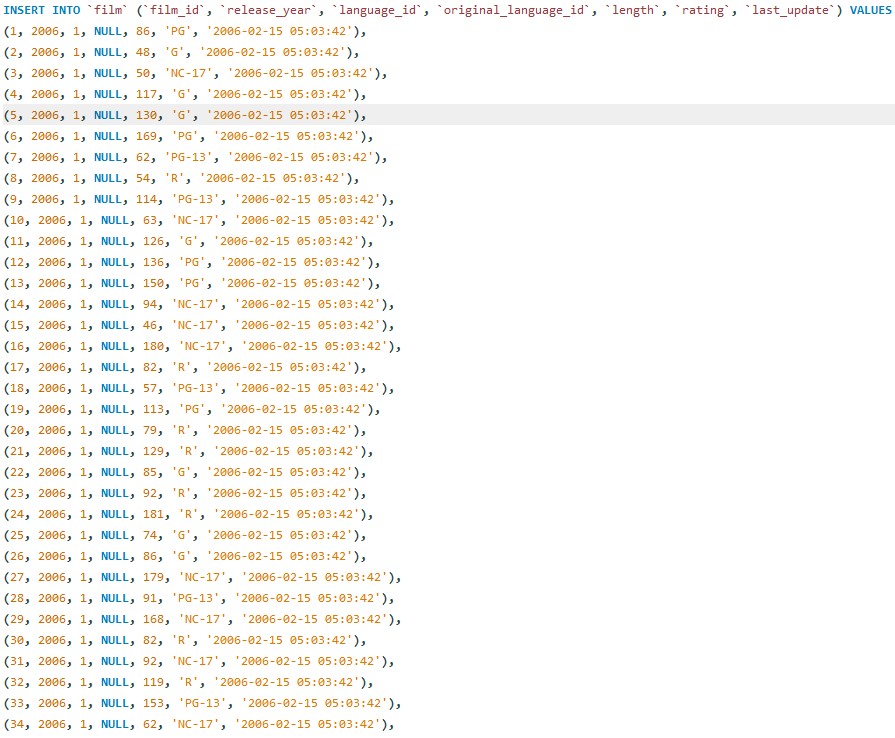 INSERT INTO `film` (`film_id`, `release_year`, `language_id`, `original_language_id`, `length`, `rating`, `last_update`) VALUES
(1, 2006, 1, NULL, 86, 'PG', '2006-02-15 05:03:42'),
(2, 2006, 1, NULL, 48, 'G', '2006-02-15 05:03:42'),
(3, 2006, 1, NULL, 50, 'NC-17', '2006-02-15 05:03:42'),
(4, 2006, 1, NULL, 117, 'G', '2006-02-15 05:03:42'),
(5, 2006, 1, NULL, 130, 'G', '2006-02-15 05:03:42'),
(6, 2006, 1, NULL, 169, 'PG', '2006-02-15 05:03:42'),
(7, 2006, 1, NULL, 62, 'PG-13', '2006-02-15 05:03:42'),
(8, 2006, 1, NULL, 54, 'R', '2006-02-15 05:03:42'),
(9, 2006, 1, NULL, 114, 'PG-13', '2006-02-15 05:03:42'),
(10, 2006, 1, NULL, 63, 'NC-17', '2006-02-15 05:03:42'),
(11, 2006, 1, NULL, 126, 'G', '2006-02-15 05:03:42'),
(12, 2006, 1, NULL, 136, 'PG', '2006-02-15 05:03:42'),
(13, 2006, 1, NULL, 150, 'PG', '2006-02-15 05:03:42'),
(14, 2006, 1, NULL, 94, 'NC-17', '2006-02-15 05:03:42'),
(15, 2006, 1, NULL, 46, 'NC-17', '2006-02-15 05:03:42'),
(16, 2006, 1, NULL, 180, 'NC-17', '2006-02-15 05:03:42'),
(17, 2006, 1, NULL, 82, 'R', '2006-02-15 05:03:42'),
(18, 2006, 1, NULL, 57, 'PG-13', '2006-02-15 05:03:42'),
(19, 2006, 1, NULL, 113, 'PG', '2006-02-15 05:03:42'),
(20, 2006, 1, NULL, 79, 'R', '2006-02-15 05:03:42'),
(21, 2006, 1, NULL, 129, 'R', '2006-02-15 05:03:42'),
(22, 2006, 1, NULL, 85, 'G', '2006-02-15 05:03:42'),
(23, 2006, 1, NULL, 92, 'R', '2006-02-15 05:03:42'),
(24, 2006, 1, NULL, 181, 'R', '2006-02-15 05:03:42'),
(25, 2006, 1, NULL, 74, 'G', '2006-02-15 05:03:42'),
(26, 2006, 1, NULL, 86, 'G', '2006-02-15 05:03:42'),
(27, 2006, 1, NULL, 179, 'NC-17', '2006-02-15 05:03:42'),
(28, 2006, 1, NULL, 91, 'PG-13', '2006-02-15 05:03:42'),
(29, 2006, 1, NULL, 168, 'NC-17', '2006-02-15 05:03:42'),
(30, 2006, 1, NULL, 82, 'R', '2006-02-15 05:03:42'),
(31, 2006, 1, NULL, 92, 'NC-17', '2006-02-15 05:03:42'),
(32, 2006, 1, NULL, 119, 'R', '2006-02-15 05:03:42'),
(33, 2006, 1, NULL, 153, 'PG-13', '2006-02-15 05:03:42'),
(34, 2006, 1, NULL, 62, 'NC-17', '2006-02-15 05:03:42'),